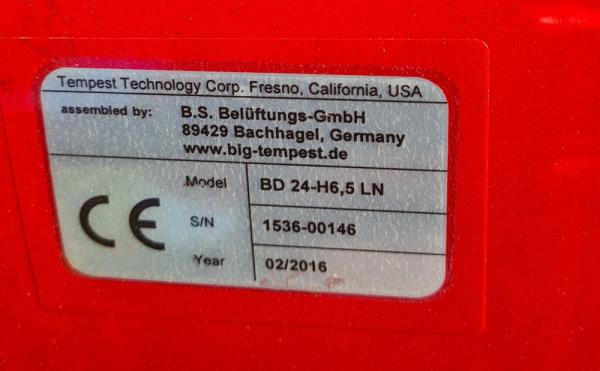 Tempest Technology Corp. Fresno, California, USA
assembled by: B.S. Belüftungs-GmbH
89429 Bachhagel, Germany
www.big-tempest.de
Model BD 24-H6,5 LN
CE
S/N 1536-00146
Year 02/2016